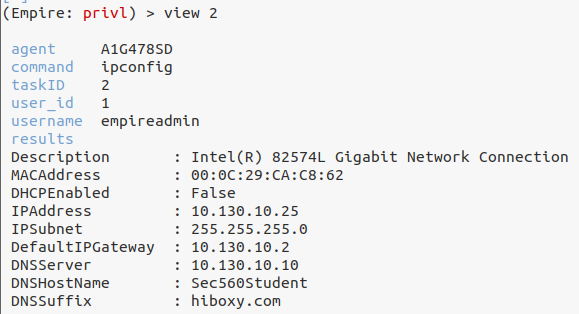 (Empire: privl) > view 2
agent A1G478SD
command ipconfig
taskID 2
user_id 1
username empireadmin
results
Description : Intel(R) 82574L Gigabit Network Connection
MACAddress : 00:0C:29:CA:C8:62
DHCPEnabled : False
IPAddress : 10.130.10.25
IPSubnet : 255.255.255.0
DefaultIPGateway : 10.130.10.2
DNSServer : 10.130.10.10
DNSHostName : Sec560Student
DNSSuffix : hiboxy.com